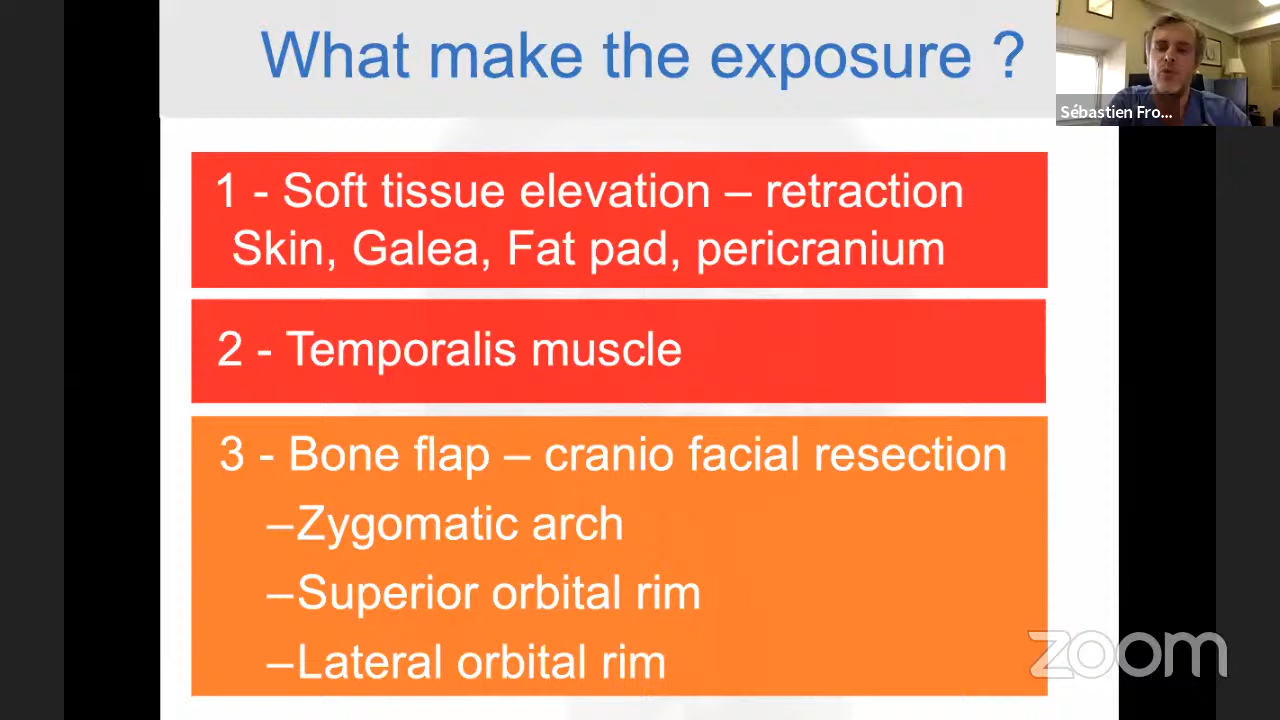 What make the exposure ?
Sébastien Fro...
1 - Soft tissue elevation – retraction
Skin, Galea, Fat pad, pericranium
2 - Temporalis muscle
3 - Bone flap – cranio facial resection
–Zygomatic arch
–Superior orbital rim
–Lateral orbital rim
zoom